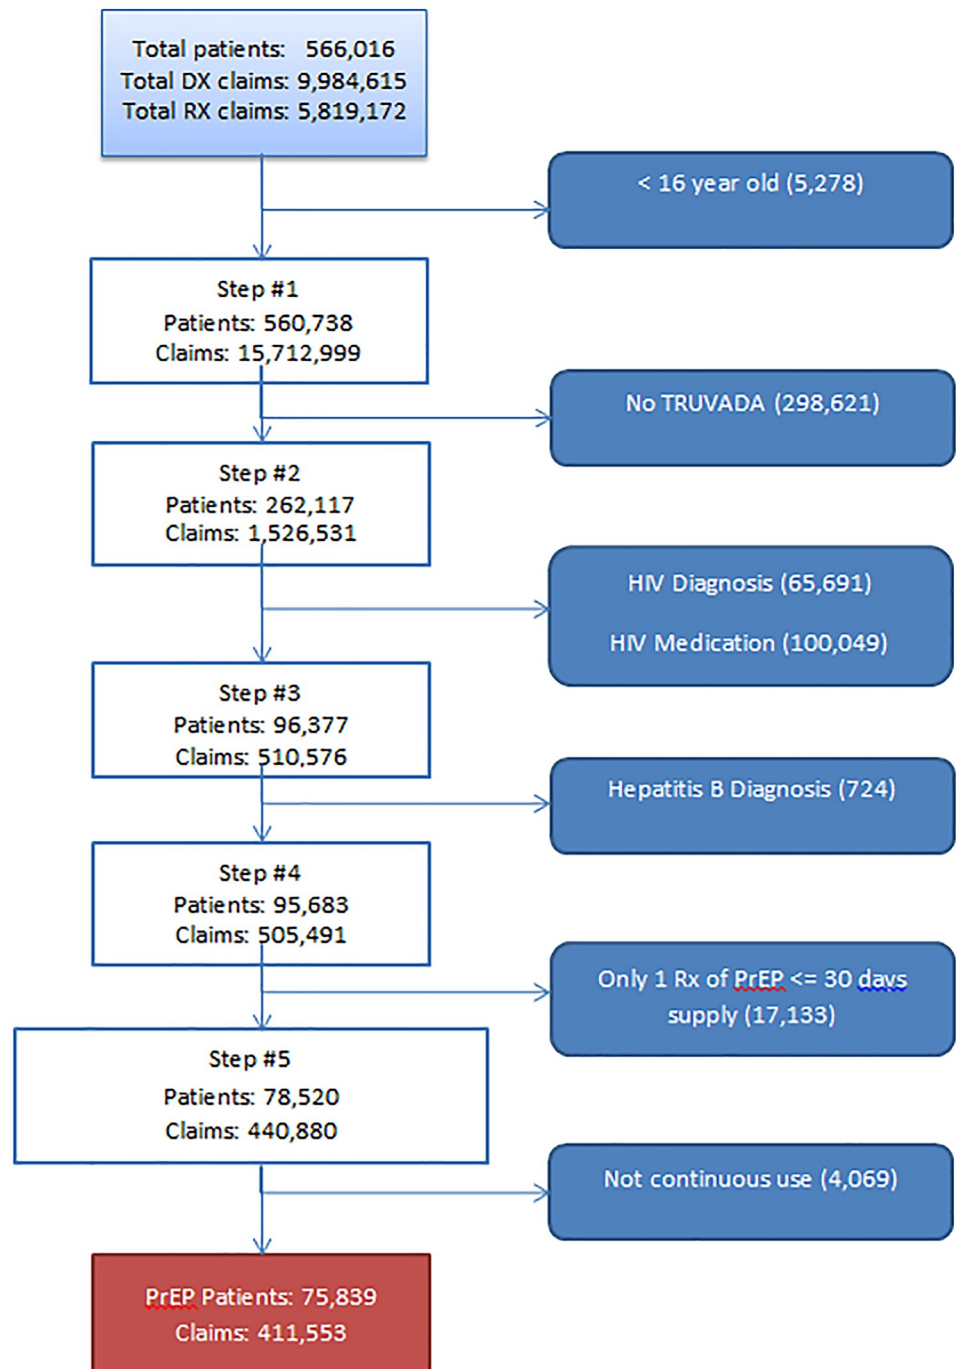 Total patients: 566,016
Total DX claims: 9,984,615
Total RX claims: 5,819,172
< 16 year old (5,278)
Step #1
Patients: 560,738
Claims: 15,712,999
No TRUVADA (298,621)
Step #2
Patients: 262,117
Claims: 1,526,531
HIV Diagnosis (65,691)
HIV Medication (100,049)
Step #3
Patients: 96,377
Claims: 510,576
Hepatitis B Diagnosis (724)
Step #4
Patients: 95,683
Claims: 505,491
Only 1 Rx of PrEP <= 30 days
supply (17,133)
Step #5
Patients: 78,520
Claims: 440,880
Not continuous use (4,069)
PrEP Patients: 75,839
Claims: 411,553